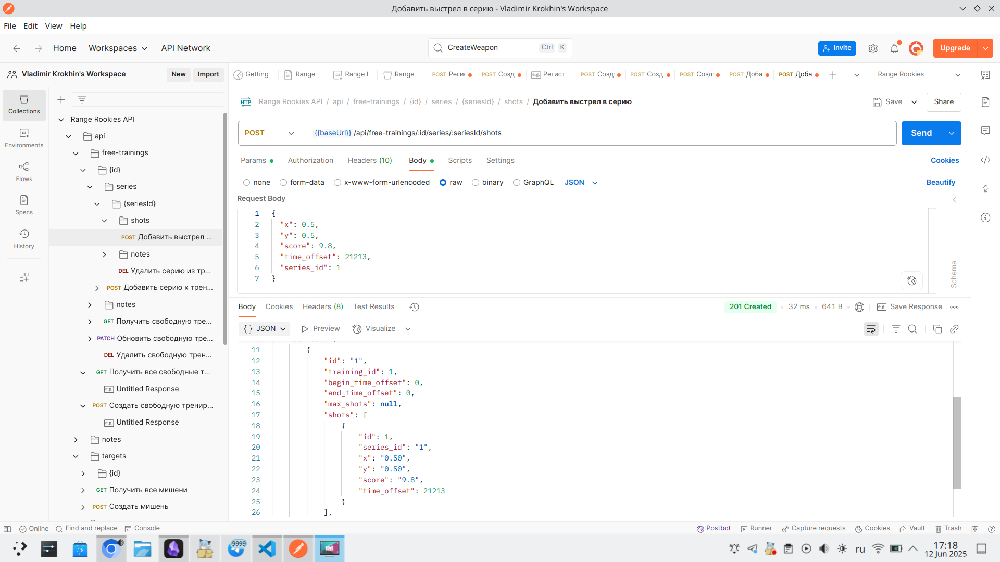 Добавить выстрел в серию - Vladimir Krokhin's Workspace
File Edit View Help
Home Workspaces API Network
CreateWeapon Ctrl K
Invite
Upgrade
Vladimir Krokhin's Workspace New Import
Getting Range I Range I Range I POST Регис POST Созд e.g. Регист POST Созд POST Созд POST Созд POST Доба POST Доба Range Rookies
Collections
Environments
Flows
Specs
History
Range Rookies API
api
free-trainings
{id}
series
{seriesId}
shots
POST Добавить выстрел ...
notes
DEL Удалить серию из тр...
POST Добавить серию к трен...
notes
GET Получить свободную тре...
PATCH Обновить свободную тре...
DEL Удалить свободную трен...
GET Получить все свободные т...
e.g. Untitled Response
POST Создать свободную тренир...
e.g. Untitled Response
notes
targets
{id}
GET Получить все мишени
POST Создать мишень
HTTP Range Rookies API / api / free-trainings / {id} / series / {seriesId} / shots / Добавить выстрел в серию
Save Share
POST {{baseUrl}} /api/free-trainings/:id/series/:seriesId/shots Send
Params Authorization Headers (10) Body Scripts Settings Cookies
none form-data x-www-form-urlencoded raw binary GraphQL JSON Beautify
Request Body
1 {
2 "x": 0.5,
3 "y": 0.5,
4 "score": 9.8,
5 "time_offset": 21213,
6 "series_id": 1
7 }
Schema
Body Cookies Headers (8) Test Results 201 Created 32 ms 641 B e.g. Save Response
{} JSON Preview Visualize
11 {
12 "id": "1",
13 "training_id": 1,
14 "begin_time_offset": 0,
15 "end_time_offset": 0,
16 "max_shots": null,
17 "shots": [
18 {
19 "id": 1,
20 "series_id": "1",
21 "x": "0.50",
22 "y": "0.50",
23 "score": "9.8",
24 "time_offset": 21213
25 }
26 ],
Online Find and replace Console Postbot Runner Capture requests Cookies Vault Trash
9999
ru
17:18
12 Jun 2025